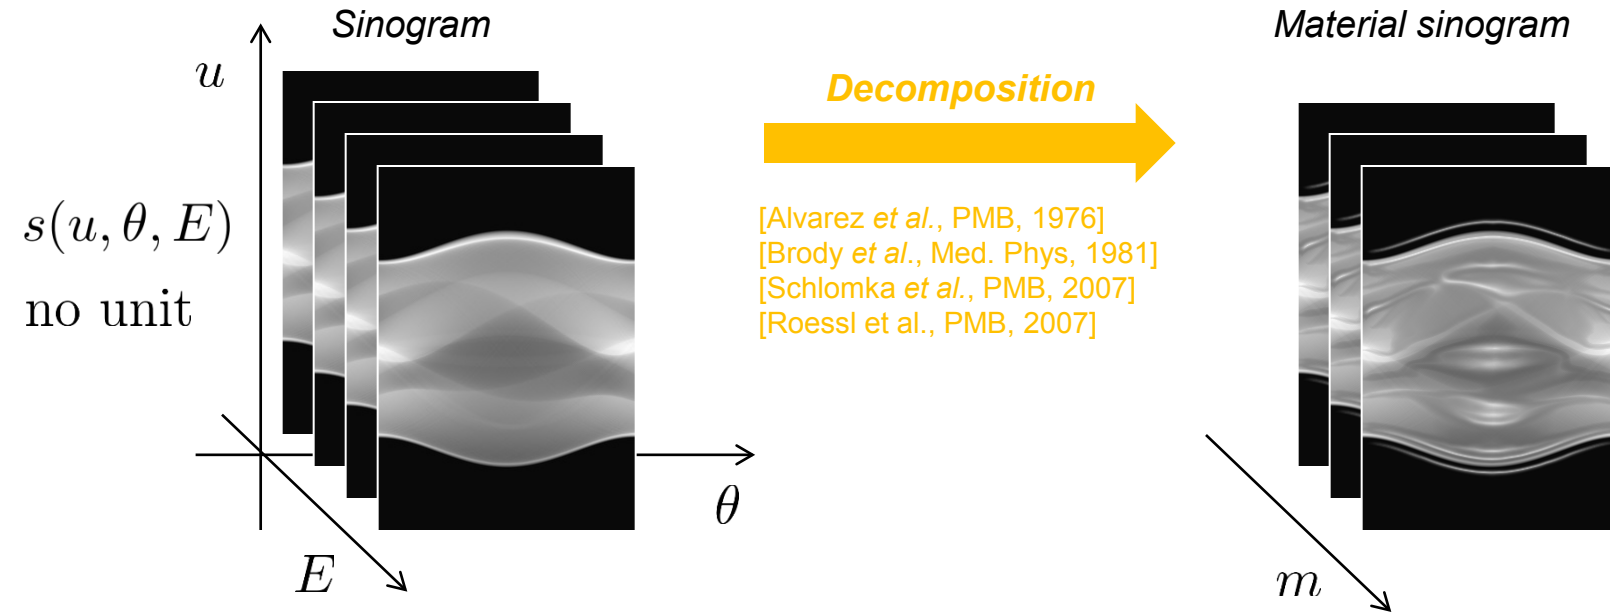 Sinogram
Material sinogram
u
Decomposition
[Alvarez et al., PMB, 1976]
s(u, θ, E)
[Brody et al., Med. Phys, 1981]
[Schlomka et al., PMB, 2007]
no unit
[Roessl et al., PMB, 2007]
θ
E
m